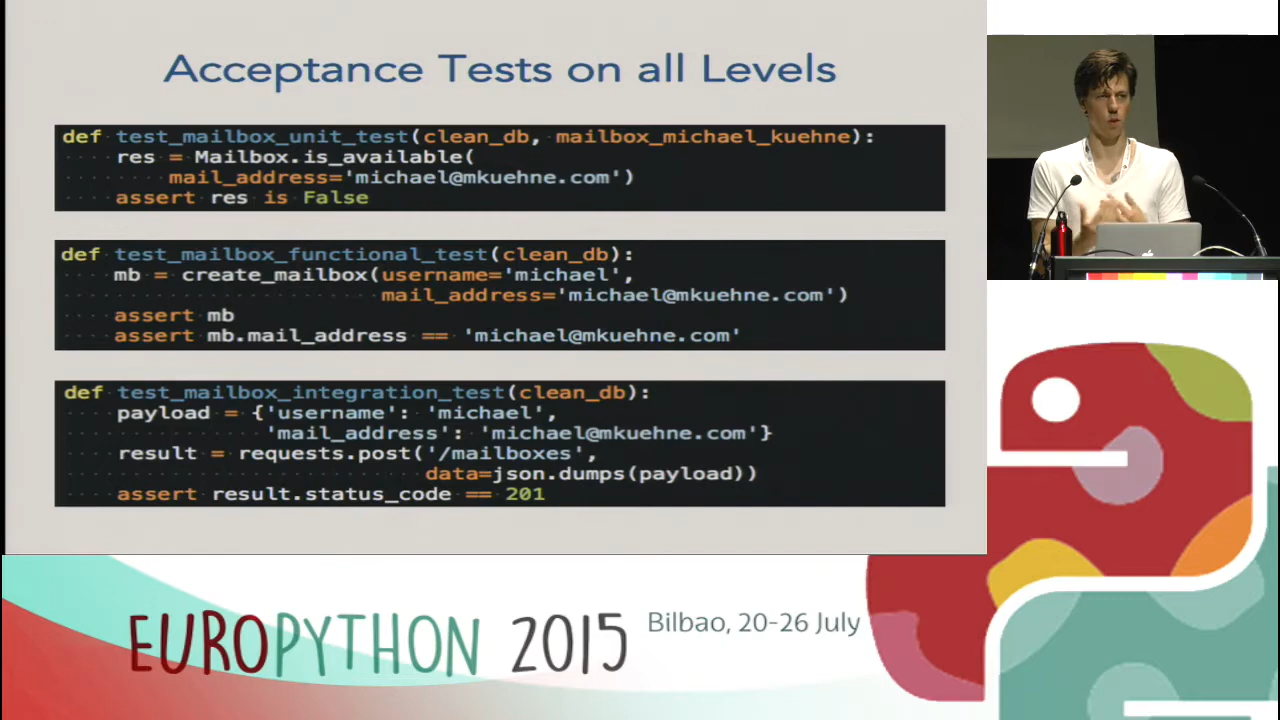 Acceptance Tests on all Levels
def test_mailbox_unit_test(clean_db, mailbox_michael_kuehne):
    res = Mailbox.is_available(
        mail_address='michael@mkuehne.com')
    assert res is False
def test_mailbox_functional_test(clean_db):
    mb = create_mailbox(username='michael',
                        mail_address='michael@mkuehne.com')
    assert mb
    assert mb.mail_address == 'michael@mkuehne.com'
def test_mailbox_integration_test(clean_db):
    payload = {'username': 'michael',
               'mail_address': 'michael@mkuehne.com'}
    result = requests.post('/mailboxes',
                           data=json.dumps(payload))
    assert result.status_code == 201
EUROPYTHON 2015 Bilbao, 20-26 July